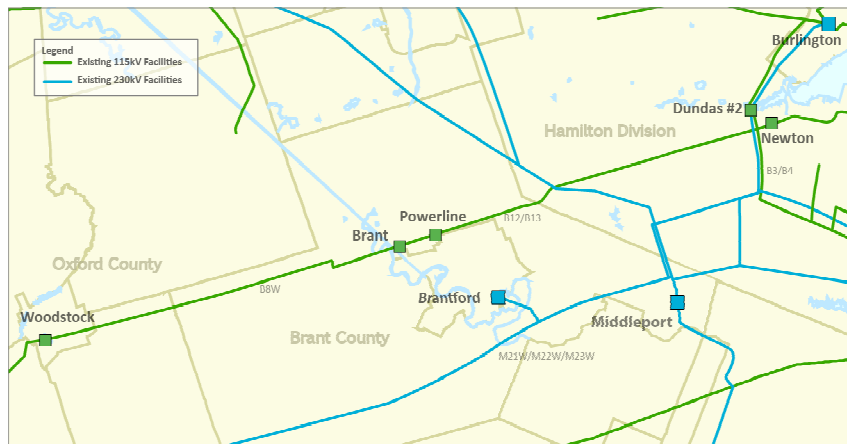 Burlington
Legend
Existing 115kV Facilities
Existing 230kV Facilities
Dundas #2
Hamilton Division
Newton
B3/B4
Powerline
B12/B13
Brant
Oxford County
B8W
Brantford
Woodstock
Middleport
Brant County
M21W/M22W/M23W